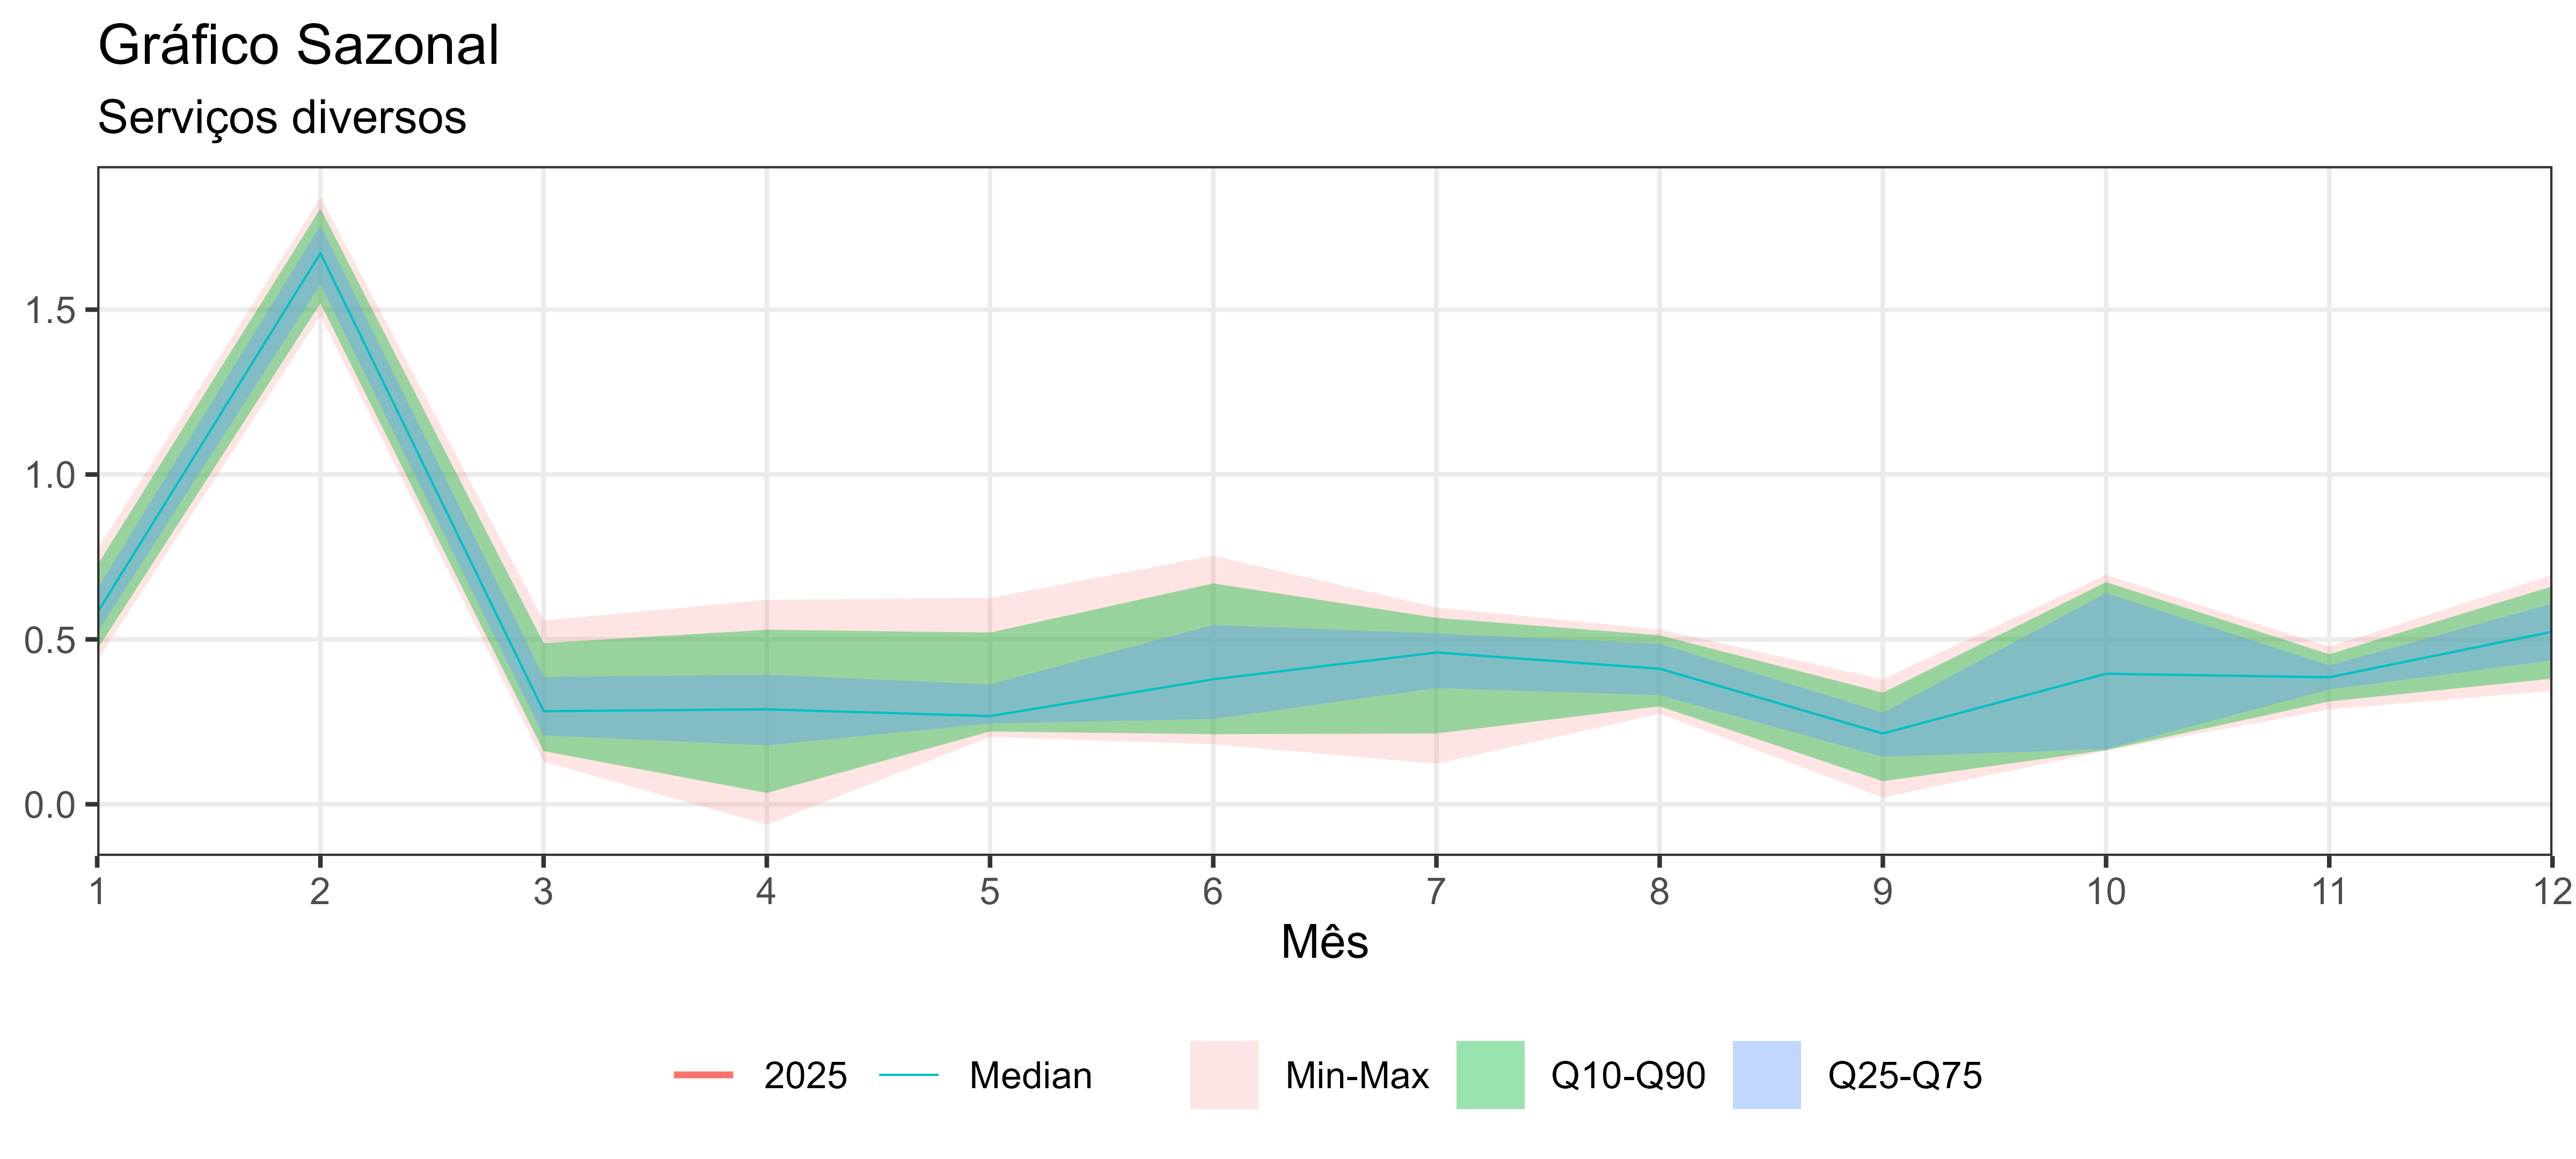 Gráfico Sazonal
Serviços diversos
1.5
1.0
0.5
0.0
1 2 3 4 5 6 7 8 9 10 11 12
Mês
2025 Median Min-Max Q10-Q90 Q25-Q75